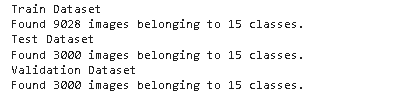 Train Dataset
Found 9028 images belonging to 15 classes.
Test Dataset
Found 3000 images belonging to 15 classes.
Validation Dataset
Found 3000 images belonging to 15 classes.